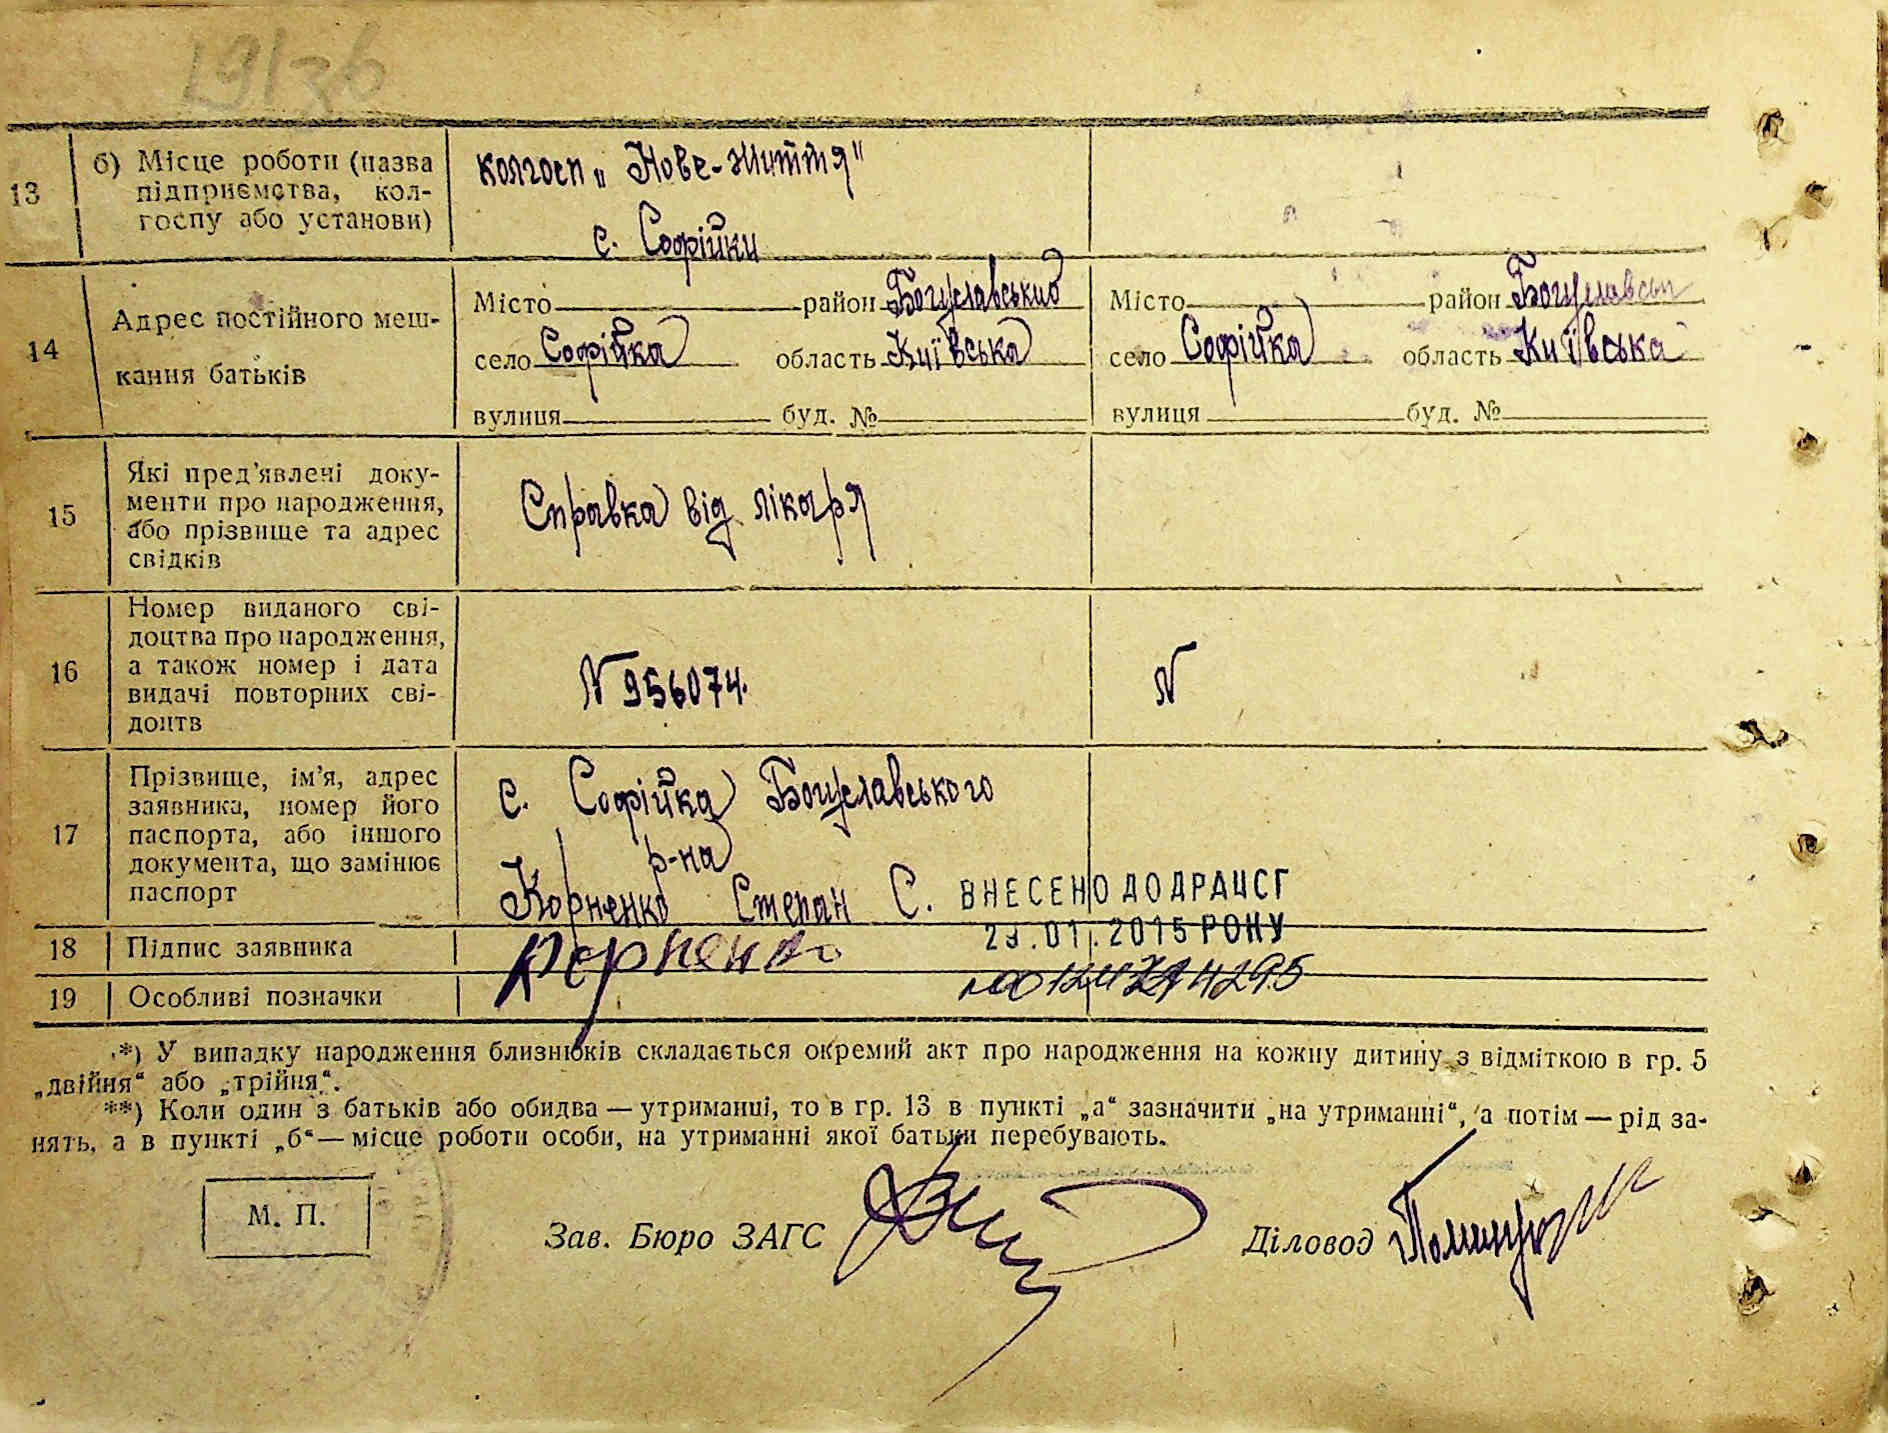 19/36
13 б) Місце роботи (назва
підприємства, кол-
госпу або установи)
колгосп „Нове-життя"
с. Софійки
14 Адрес постійного меш-
кання батьків
Місто район Богуславський
село Софійка область Київська
вулиця буд. №
Місто район Богуславськи
село Софійка область Київська
вулиця буд. №
15 Які пред'явлені доку-
менти про народження,
або прізвище та адрес
свідків
Справка від лікаря
16 Номер виданого сві-
доцтва про народження,
а також номер і дата
видачі повторних сві-
доцтв
N 956074.
N
17 Прізвище, ім'я, адрес
заявника, номер його
паспорта, або іншого
документа, що замінює
паспорт
с. Софійка Богуславського
р-на
Корненко Степан С.
ВНЕСЕНО ДО ДРАЦСГ
23.01.2015 РОКУ
18 Підпис заявника
Корненко
19 Особливі позначки
*) У випадку народження близнюків складається окремий акт про народження на кожну дитину з відміткою в гр. 5
„двійня“ або „трійня“.
**) Коли один з батьків або обидва — утриманці, то в гр. 13 в пункті „а“ зазначити „на утриманні“, а потім — рід за-
нять, а в пункті „б“ — місце роботи особи, на утриманні якої батьки перебувають.
М. П.
Зав. Бюро ЗАГС
Діловод